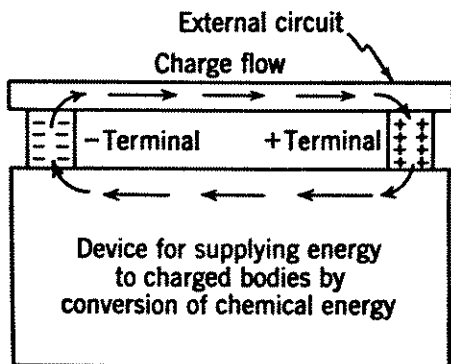 External circuit
Charge flow
−Terminal +Terminal
Device for supplying energy
to charged bodies by
conversion of chemical energy